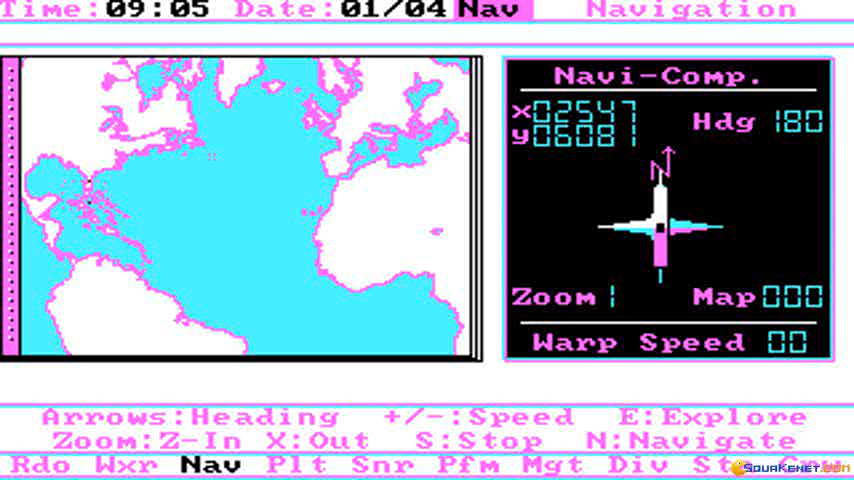 Time:09:05 Date:01/04 Nav Navigation
Navi-Comp.
x02547 Hdg 180
y06081
N
Zoom 1 Map 000
Warp Speed 00
Arrows:Heading +/-:Speed E:Explore
Zoom:Z-In X:Out S:Stop N:Navigate
Rdo Wxr Nav Plt Snr Pfm Mgt Div
SquaKenet.com